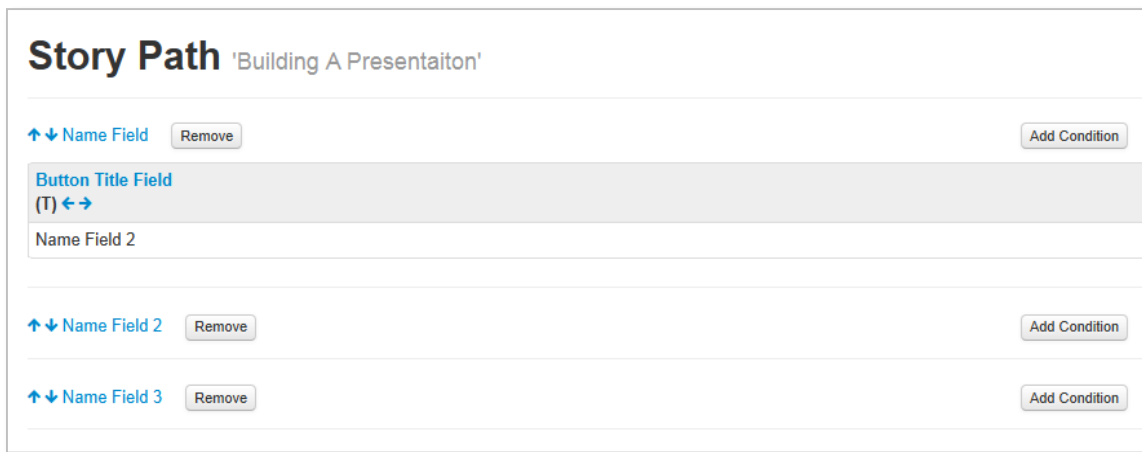 Story Path 'Building A Presentaiton'
Name Field Remove Add Condition
Button Title Field
(T)
Name Field 2
Name Field 2 Remove Add Condition
Name Field 3 Remove Add Condition